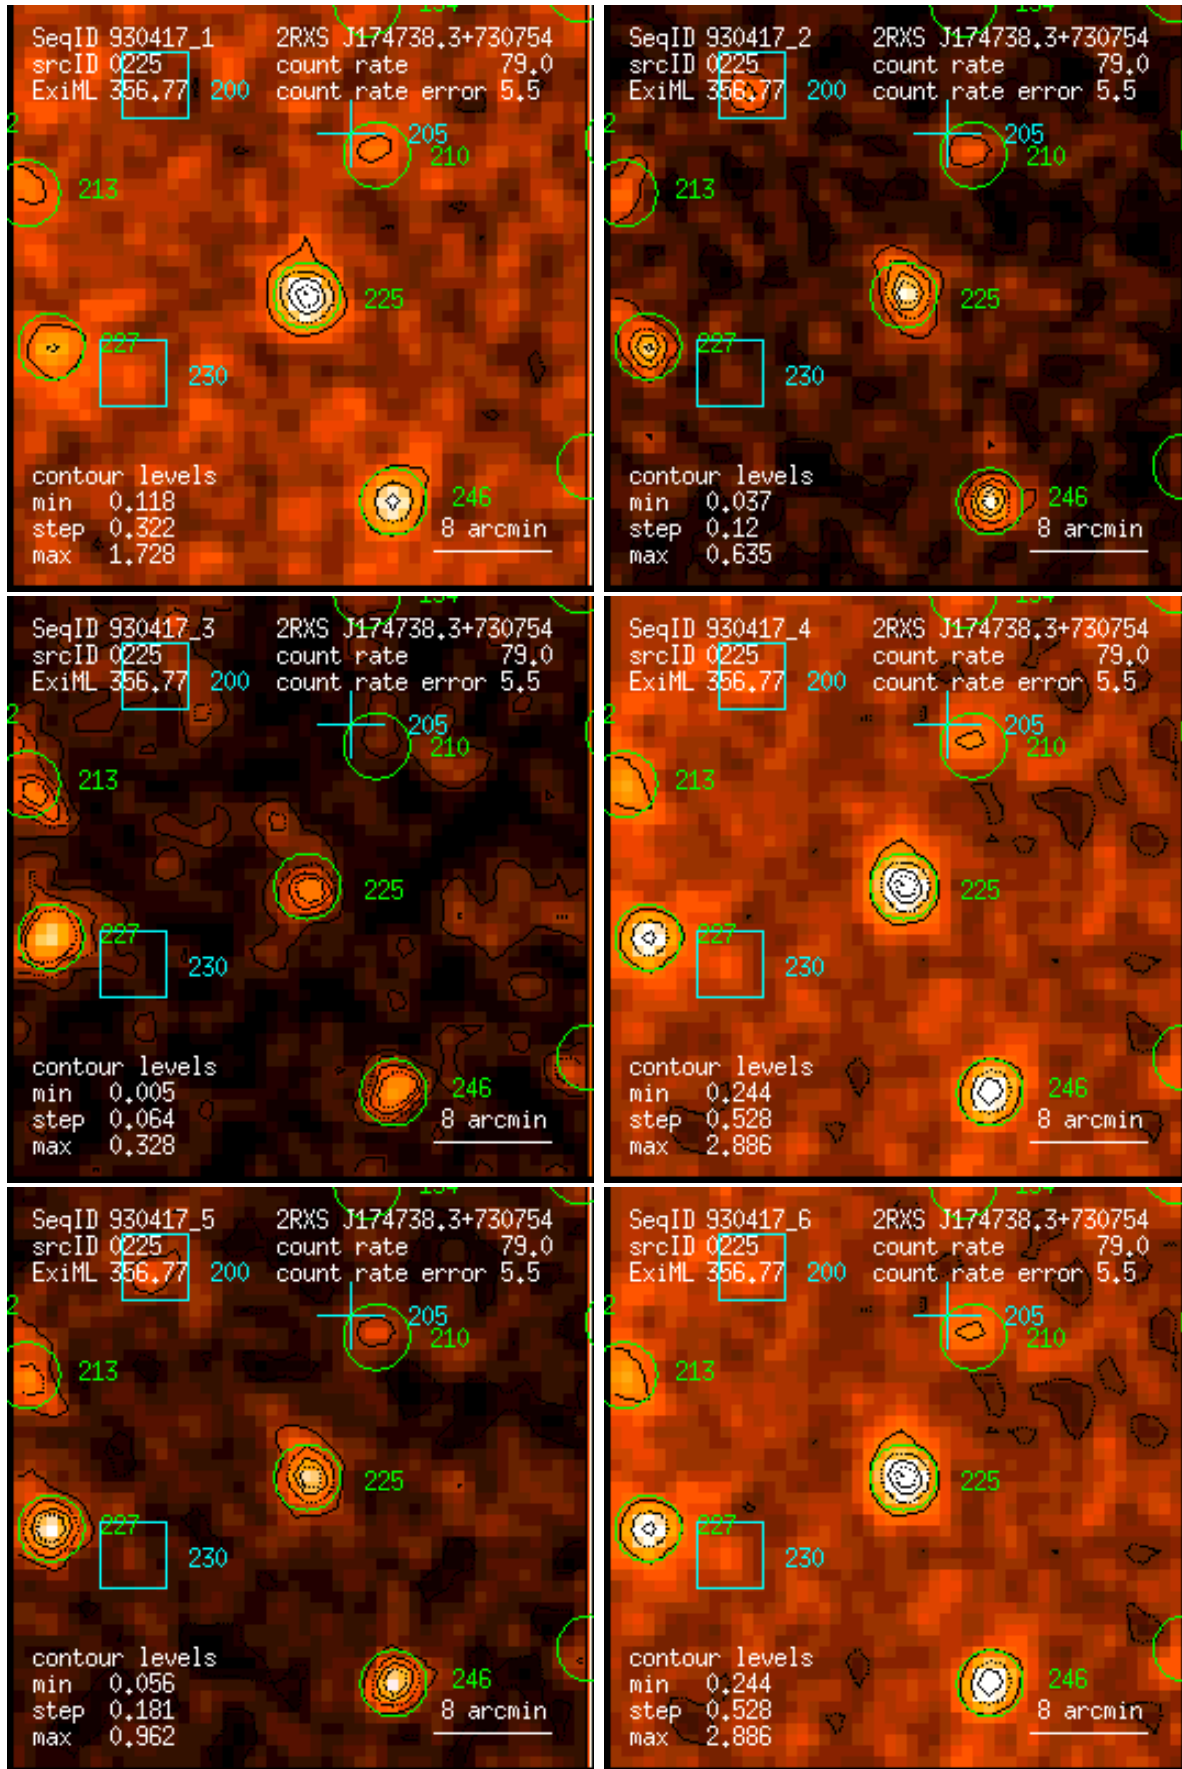 SeqID 930417_1 2RXS J174738.3+730754
srcID 0225 count rate 79.0
ExiML 356.77 200 count rate error 5.5
2
205
210
213
225
227
230
contour levels
min 0.118 246
step 0.322 8 arcmin
max 1.728
SeqID 930417_2 2RXS J174738.3+730754
srcID 0225 count rate 79.0
ExiML 356.77 200 count rate error 5.5
205
210
213
225
227
230
contour levels
min 0.037 246
step 0.12 8 arcmin
max 0.635
SeqID 930417_3 2RXS J174738.3+730754
srcID 0225 count rate 79.0
ExiML 356.77 200 count rate error 5.5
2
205
210
213
225
227
230
contour levels
min 0.005 246
step 0.064 8 arcmin
max 0.328
SeqID 930417_4 2RXS J174738.3+730754
srcID 0225 count rate 79.0
ExiML 356.77 200 count rate error 5.5
205
210
213
225
227
230
contour levels
min 0.244 246
step 0.528 8 arcmin
max 2.886
SeqID 930417_5 2RXS J174738.3+730754
srcID 0225 count rate 79.0
ExiML 356.77 200 count rate error 5.5
2
205
210
213
225
227
230
contour levels
min 0.056 246
step 0.181 8 arcmin
max 0.962
SeqID 930417_6 2RXS J174738.3+730754
srcID 0225 count rate 79.0
ExiML 356.77 200 count rate error 5.5
205
210
213
225
227
230
contour levels
min 0.244 246
step 0.528 8 arcmin
max 2.886